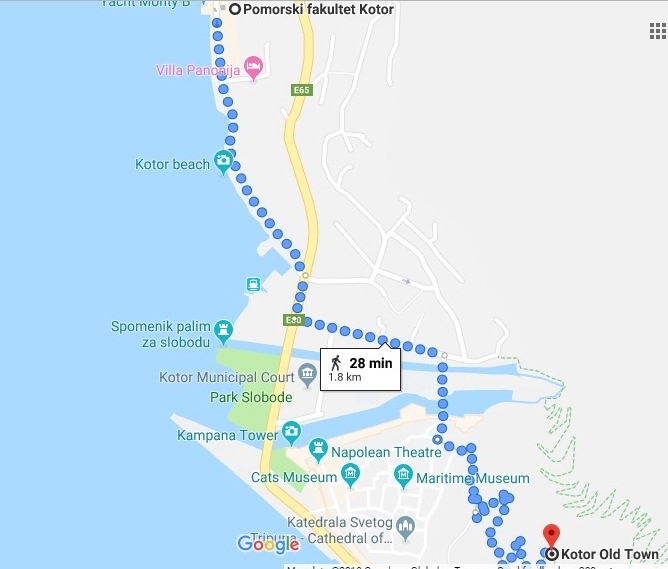 Yacht Monty B
Pomorski fakultet Kotor
Villa Panonija
E65
Kotor beach
Spomenik palim
za slobodu
E80
28 min
1.8 km
Kotor Municipal Court
Park Slobode
Kampana Tower
Napolean Theatre
Cats Museum
Maritime Museum
Katedrala Svetog
Tripuna - Cathedral of...
Google
Kotor Old Town